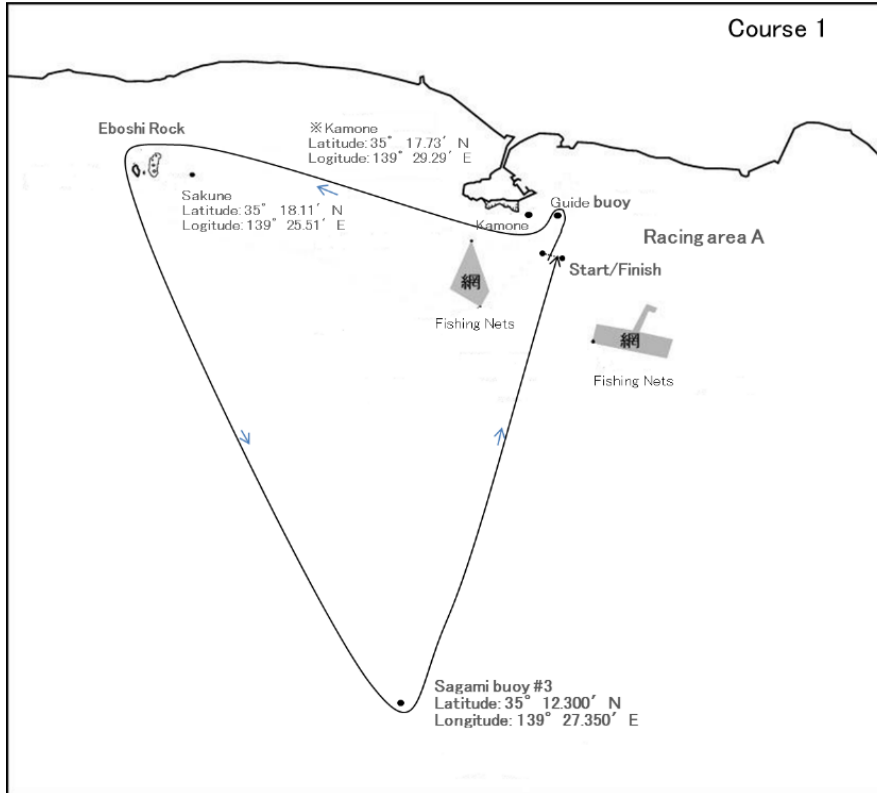 Course 1
Eboshi Rock
※Kamone
Latitude: 35° 17.73′ N
Logitude: 139° 29.29′ E
Sakune
Latitude: 35° 18.11′ N
Logitude: 139° 25.51′ E
Kamone
Guide buoy
Racing area A
Start/Finish
網
Fishing Nets
網
Fishing Nets
Sagami buoy #3
Latitude: 35° 12.300′ N
Longitude: 139° 27.350′ E